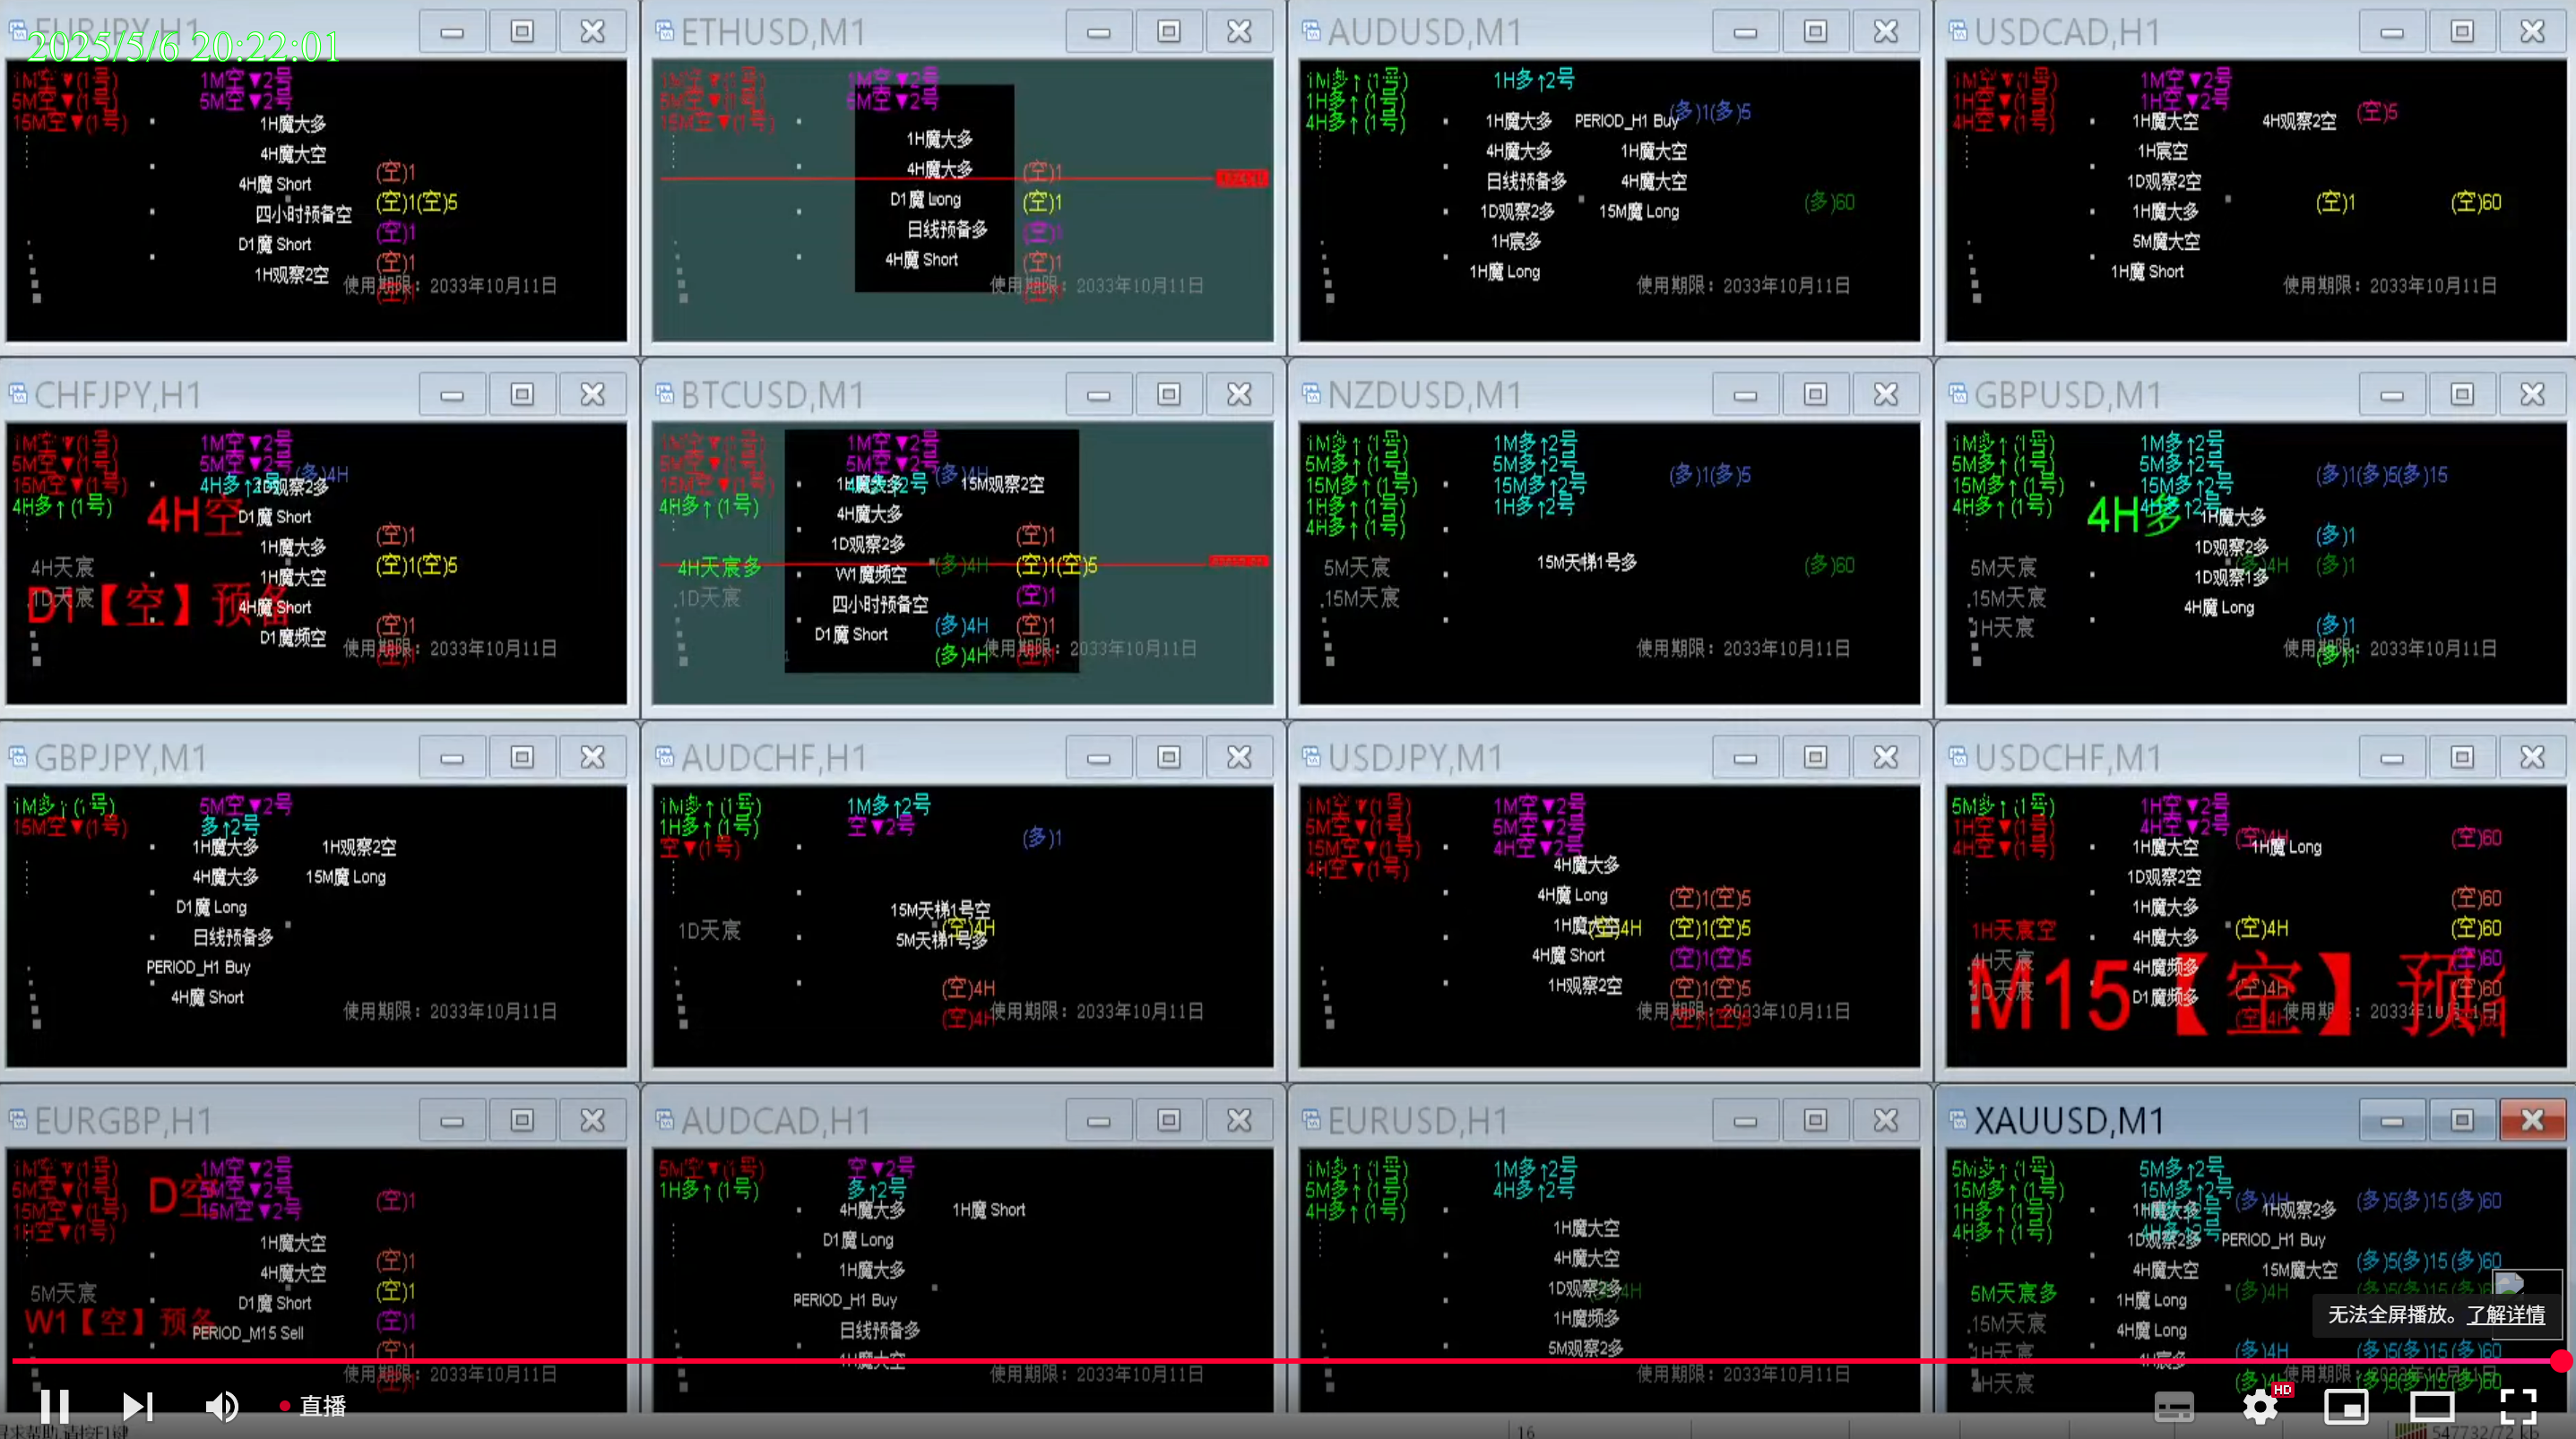 EURJPY,H1
2025/5/6 20:22:01
1M空▼(1号)
5M空▼(1号)
15M空▼(1号)
1M空▼2号
5M空▼2号
1H魔大多
4H魔大空
4H魔 Short
四小时预备空
D1魔 Short
1H观察2空
(空)1
(空)1(空)5
(空)1
(空)1
(空)1
使用期限：2033年10月11日
ETHUSD,M1
1M空▼(1号)
5M空▼(1号)
15M空▼(1号)
1M空▼2号
5M空▼2号
1H魔大多
4H魔大多
D1魔 Long
日线预备多
4H魔 Short
(空)1
(空)1
(空)1
(空)1
(空)1
使用期限：2033年10月11日
AUDUSD,M1
1M多↑(1号)
1H多↑(1号)
4H多↑(1号)
1H多↑2号
(多)1(多)5
1H魔大多
4H魔大多
日线预备多
1D观察2多
1H宸多
1H魔 Long
PERIOD_H1 Buy
1H魔大空
4H魔大空
15M魔 Long
(多)60
使用期限：2033年10月11日
USDCAD,H1
1M空▼(1号)
1H空▼(1号)
4H空▼(1号)
1M空▼2号
1H空▼2号
1H魔大空
1H宸空
1D观察2空
1H魔大多
5M魔大空
1H魔 Short
4H观察2空
(空)5
(空)1
(空)60
使用期限：2033年10月11日
CHFJPY,H1
1M空▼(1号)
5M空▼(1号)
15M空▼(1号)
4H多↑(1号)
1M空▼2号
5M空▼2号
4H多↑2号
(多)4H
4H空
1D观察2多
D1魔 Short
1H魔大多
1H魔大空
4H魔 Short
D1魔频空
4H天宸
1D天宸
D1【空】预备
(空)1
(空)1(空)5
(空)1
(空)1
使用期限：2033年10月11日
BTCUSD,M1
1M空▼(1号)
5M空▼(1号)
15M空▼(1号)
4H多↑(1号)
1M空▼2号
5M空▼2号
4H多↑2号
(多)4H
1H魔大多
15M观察2空
4H魔大多
1D观察2多
W1魔频空
四小时预备空
D1魔 Short
4H天宸多
.1D天宸
(空)1
(多)4H
(空)1(空)5
(空)1
(多)4H
(空)1
(多)4H
(空)1
使用期限：2033年10月11日
NZDUSD,M1
1M多↑(1号)
5M多↑(1号)
15M多↑(1号)
1H多↑(1号)
4H多↑(1号)
1M多↑2号
5M多↑2号
15M多↑2号
1H多↑2号
(多)1(多)5
5M天宸
.15M天宸
15M天梯1号多
(多)60
使用期限：2033年10月11日
GBPUSD,M1
1M多↑(1号)
5M多↑(1号)
15M多↑(1号)
4H多↑(1号)
1M多↑2号
5M多↑2号
15M多↑2号
4H多↑2号
(多)1(多)5(多)15
4H多
1H魔大多
1D观察2多
1D观察1多
4H魔 Long
5M天宸
.15M天宸
1H天宸
(多)1
(多)4H
(多)1
(多)1
(多)1
使用期限：2033年10月11日
GBPJPY,M1
1M多↑(1号)
15M空▼(1号)
5M空▼2号
多↑2号
1H魔大多
4H魔大多
D1魔 Long
日线预备多
PERIOD_H1 Buy
4H魔 Short
1H观察2空
15M魔 Long
使用期限：2033年10月11日
AUDCHF,H1
1M多↑(1号)
1H多↑(1号)
空▼(1号)
1M多↑2号
空▼2号
(多)1
1D天宸
15M天梯1号空
(空)4H
5M天梯1号多
(空)4H
(空)4H
使用期限：2033年10月11日
USDJPY,M1
1M空▼(1号)
5M空▼(1号)
15M空▼(1号)
4H空▼(1号)
1M空▼2号
5M空▼2号
4H空▼2号
4H魔大多
4H魔 Long
1H魔大空
4H魔 Short
1H观察2空
(空)4H
(空)1(空)5
(空)1(空)5
(空)1(空)5
(空)1(空)5
(空)1(空)5
使用期限：2033年10月11日
USDCHF,M1
5M多↑(1号)
1H空▼(1号)
4H空▼(1号)
1H空▼2号
4H空▼2号
(空)4H
(空)60
1H魔大空
1H魔 Long
1D观察2空
1H魔大多
4H魔大多
4H魔频多
D1魔频多
1H天宸空
4H天宸
1D天宸
M15【空】预备
(空)60
(空)4H
(空)60
(空)60
(空)4H
(空)60
(空)4H
使用期限：2033年10月11日
EURGBP,H1
1M空▼(1号)
5M空▼(1号)
15M空▼(1号)
1H空▼(1号)
D空
1M空▼2号
5M空▼2号
15M空▼2号
(空)1
1H魔大空
4H魔大空
D1魔 Short
PERIOD_M15 Sell
5M天宸
W1【空】预备
(空)1
(空)1
(空)1
(空)1
使用期限：2033年10月11日
AUDCAD,H1
5M空▼(1号)
1H多↑(1号)
空▼2号
多↑2号
4H魔大多
1H魔 Short
D1魔 Long
1H魔大多
PERIOD_H1 Buy
日线预备多
1H魔大空
使用期限：2033年10月11日
EURUSD,H1
1M多↑(1号)
5M多↑(1号)
4H多↑(1号)
1M多↑2号
4H多↑2号
1H魔大空
4H魔大空
1D观察2多
1H魔频多
5M观察2多
使用期限：2033年10月11日
XAUUSD,M1
5M多↑(1号)
15M多↑(1号)
1H多↑(1号)
4H多↑(1号)
5M多↑2号
15M多↑2号
4H多↑2号
(多)4H
(多)5(多)15(多)60
1H魔大多
1H观察2多
1D观察2多
PERIOD_H1 Buy
4H魔大空
15M魔大空
1H魔 Long
4H魔 Long
5M天宸多
.15M天宸
1H天宸
4H天宸
(多)5(多)15(多)60
(多)4H
(多)4H
(多)5(多)15(多)60
(多)5(多)15(多)60
使用期限：2033年10月11日
无法全屏播放。了解详情
直播
HD
寻求帮助,请按F1键
16
547732/72 kb